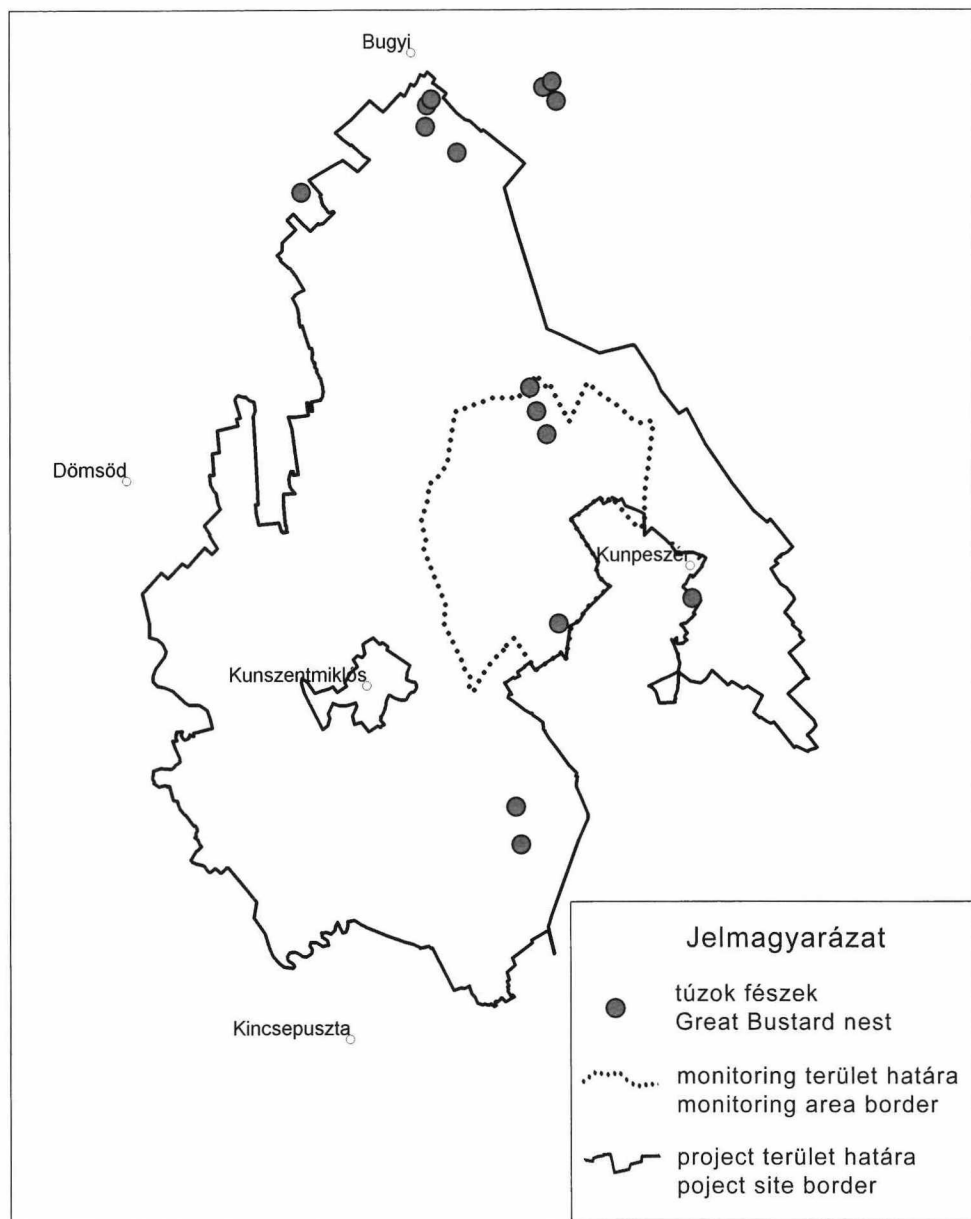 Bugyi
Dömsöd
Kunpeszér
Kunszentmiklós
Kincsepuszta
Jelmagyarázat
túzok fészek
Great Bustard nest
monitoring terület határa
monitoring area border
project terület határa
poject site border